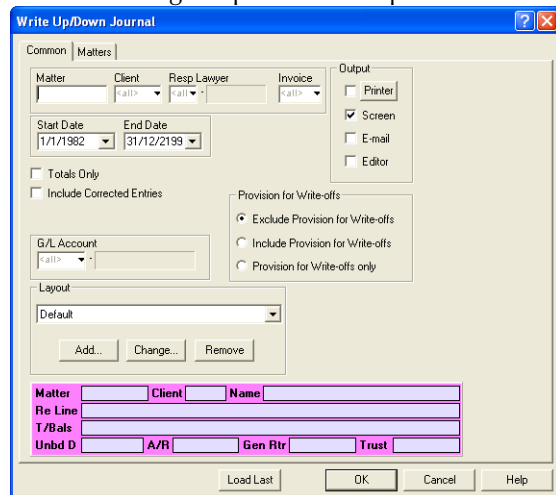 Write Up/Down Journal
Common Matters
Matter Client Resp Lawyer Invoice
<all> <all> - <all>
Output
Printer
Screen
E-mail
Editor
Start Date End Date
1/1/1982 31/12/2199
Totals Only
Include Corrected Entries
Provision for Write-offs
Exclude Provision for Write-offs
Include Provision for Write-offs
Provision for Write-offs only
G/L Account
<all> -
Layout
Default
Add... Change... Remove
Matter Client Name
Re Line
T/Bals
Unbd D A/R Gen Rtr Trust
Load Last OK Cancel Help